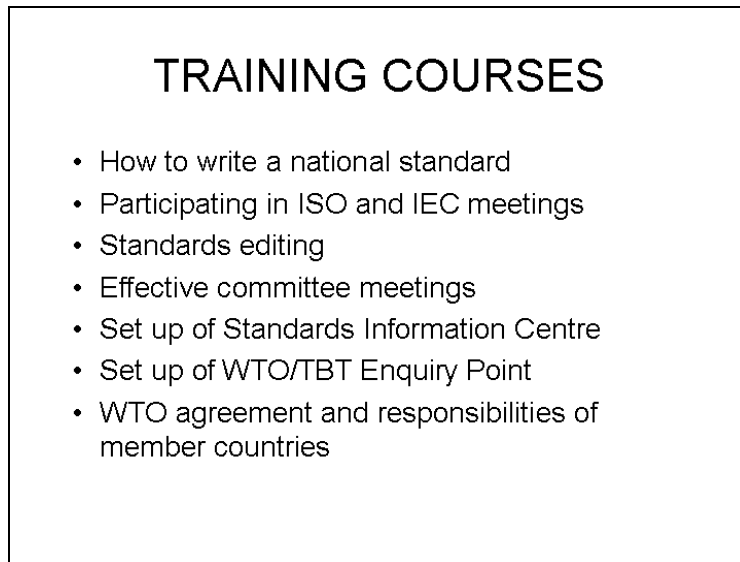 TRAINING COURSES
• How to write a national standard
• Participating in ISO and IEC meetings
• Standards editing
• Effective committee meetings
• Set up of Standards Information Centre
• Set up of WTO/TBT Enquiry Point
• WTO agreement and responsibilities of
member countries